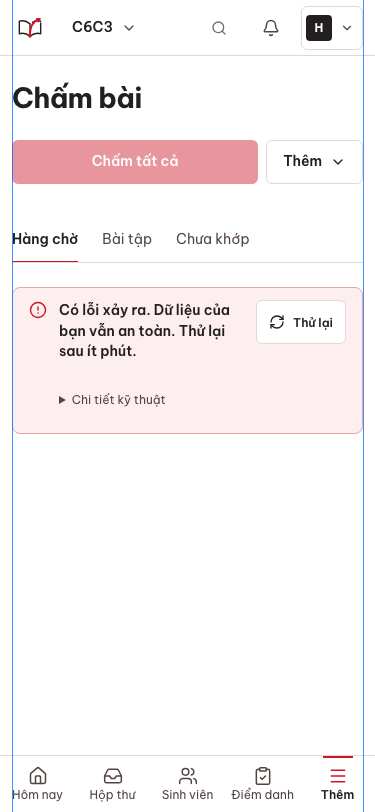 C6C3
H
Chấm bài
Chấm tất cả
Thêm
Hàng chờ
Bài tập
Chưa khớp
Có lỗi xảy ra. Dữ liệu của
bạn vẫn an toàn. Thử lại
sau ít phút.
Thử lại
Chi tiết kỹ thuật
Hôm nay
Hộp thư
Sinh viên
Điểm danh
Thêm